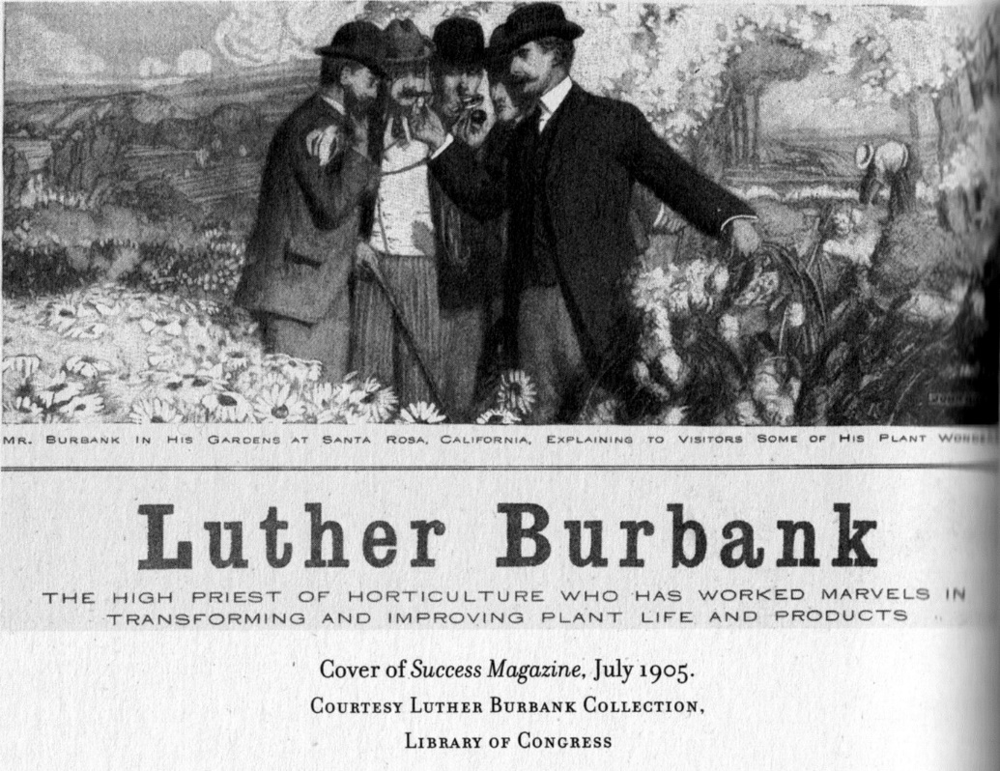 MR. BURBANK IN HIS GARDENS AT SANTA ROSA, CALIFORNIA, EXPLAINING TO VISITORS SOME OF HIS PLANT
Luther Burbank
THE HIGH PRIEST OF HORTICULTURE WHO HAS WORKED MARVELS IN
TRANSFORMING AND IMPROVING PLANT LIFE AND PRODUCTS
Cover of Success Magazine, July 1905.
COURTESY LUTHER BURBANK COLLECTION,
LIBRARY OF CONGRESS